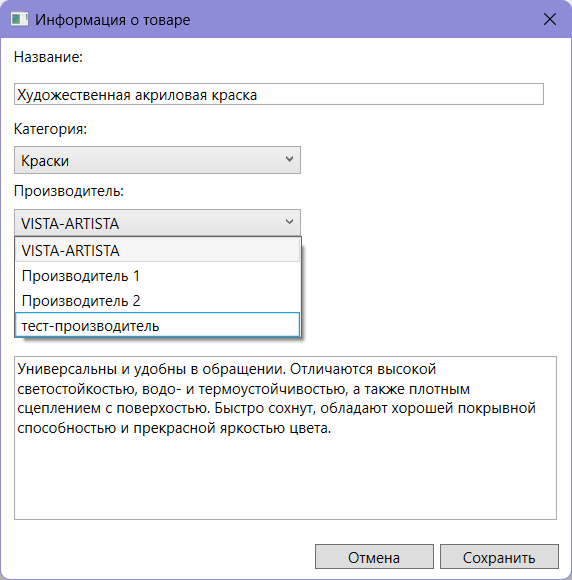 Информация о товаре
Название:
Художественная акриловая краска
Категория:
Краски
Производитель:
VISTA-ARTISTA
VISTA-ARTISTA
Производитель 1
Производитель 2
тест-производитель
Универсальны и удобны в обращении. Отличаются высокой
светостойкостью, водо- и термоустойчивостью, а также плотным
сцеплением с поверхостью. Быстро сохнут, обладают хорошей покрывной
способностью и прекрасной яркостью цвета.
Отмена
Сохранить